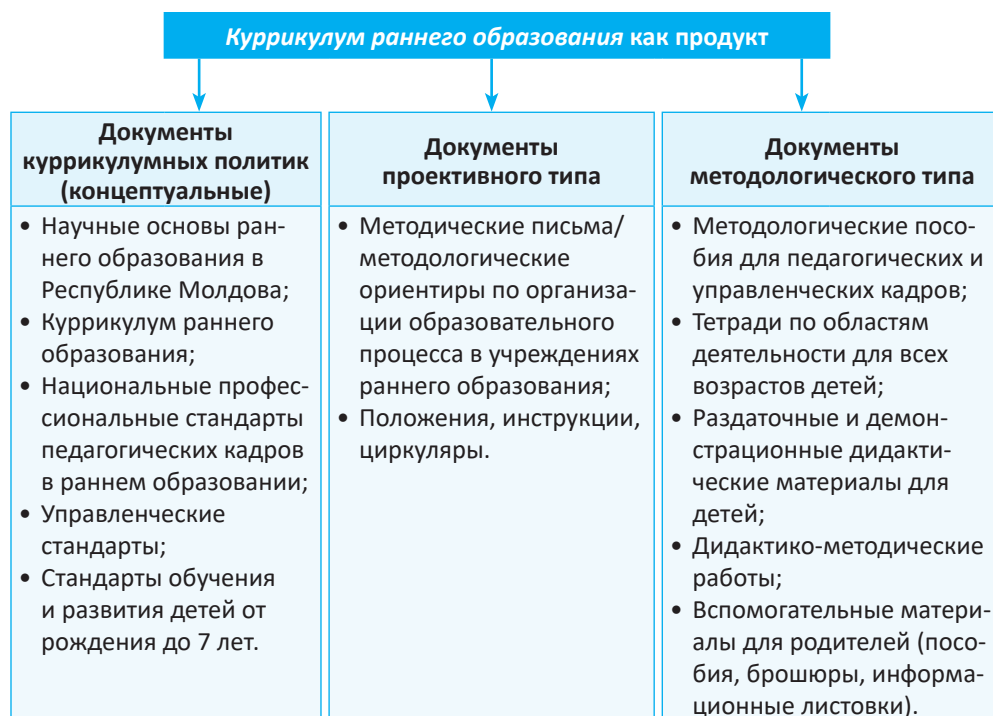 Куррикулум раннего образования как продукт
Документы
куррикулумных политик
(концептуальные)
• Научные основы ран-
него образования в
Республике Молдова;
• Куррикулум раннего
образования;
• Национальные профес-
сиональные стандарты
педагогических кадров
в раннем образовании;
• Управленческие
стандарты;
• Стандарты обучения
и развития детей от
рождения до 7 лет.
Документы
проективного типа
• Методические письма/
методологические
ориентиры по организа-
ции образовательного
процесса в учреждениях
раннего образования;
• Положения, инструкции,
циркуляры.
Документы
методологического типа
• Методологические посо-
бия для педагогических и
управленческих кадров;
• Тетради по областям
деятельности для всех
возрастов детей;
• Раздаточные и демон-
страционные дидакти-
ческие материалы для
детей;
• Дидактико-методические
работы;
• Вспомогательные матери-
алы для родителей (посо-
бия, брошюры, информа-
ционные листовки).